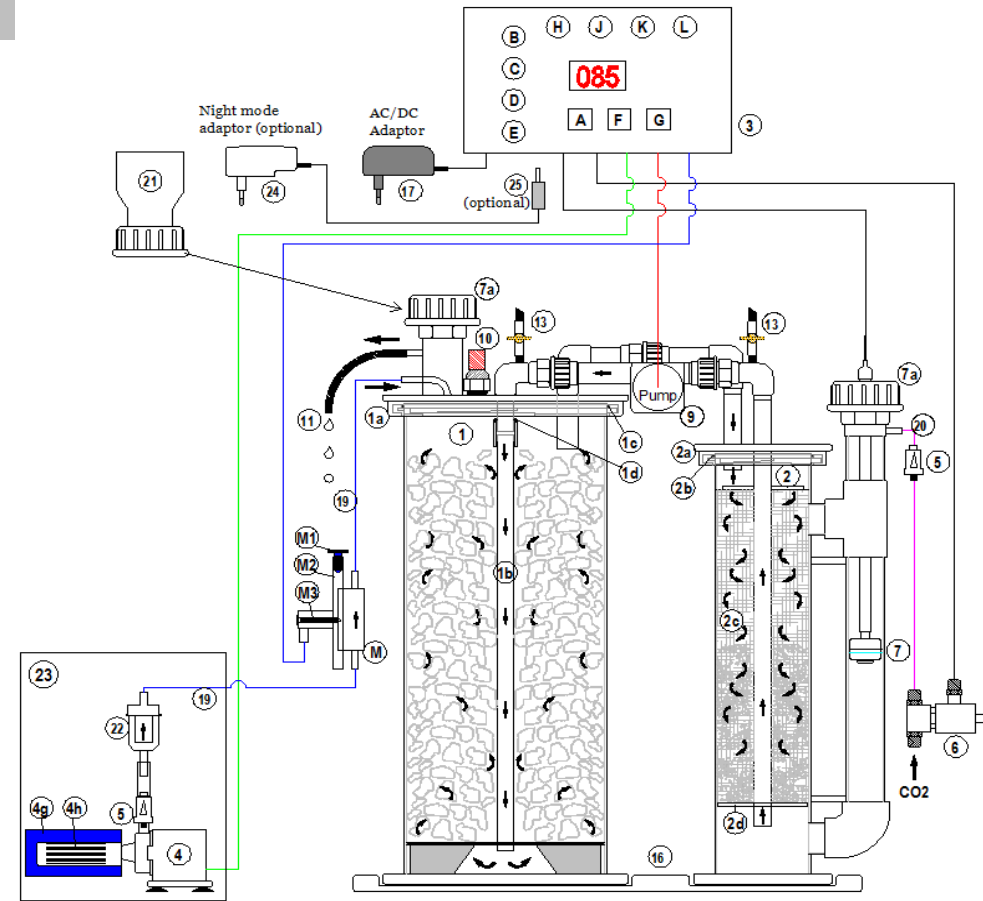 B
H
J
K
L
C
085
D
A
F
G
E
3
Night mode
adaptor (optional)
AC/DC
Adaptor
21
24
17
25
(optional)
7a
13
13
10
Pump
7a
11
1a
1
1c
9
20
1d
2a
2b
2
5
19
M1
M2
M3
1b
2c
M
7
23
19
22
6
CO2
5
4g
4h
4
2d
16